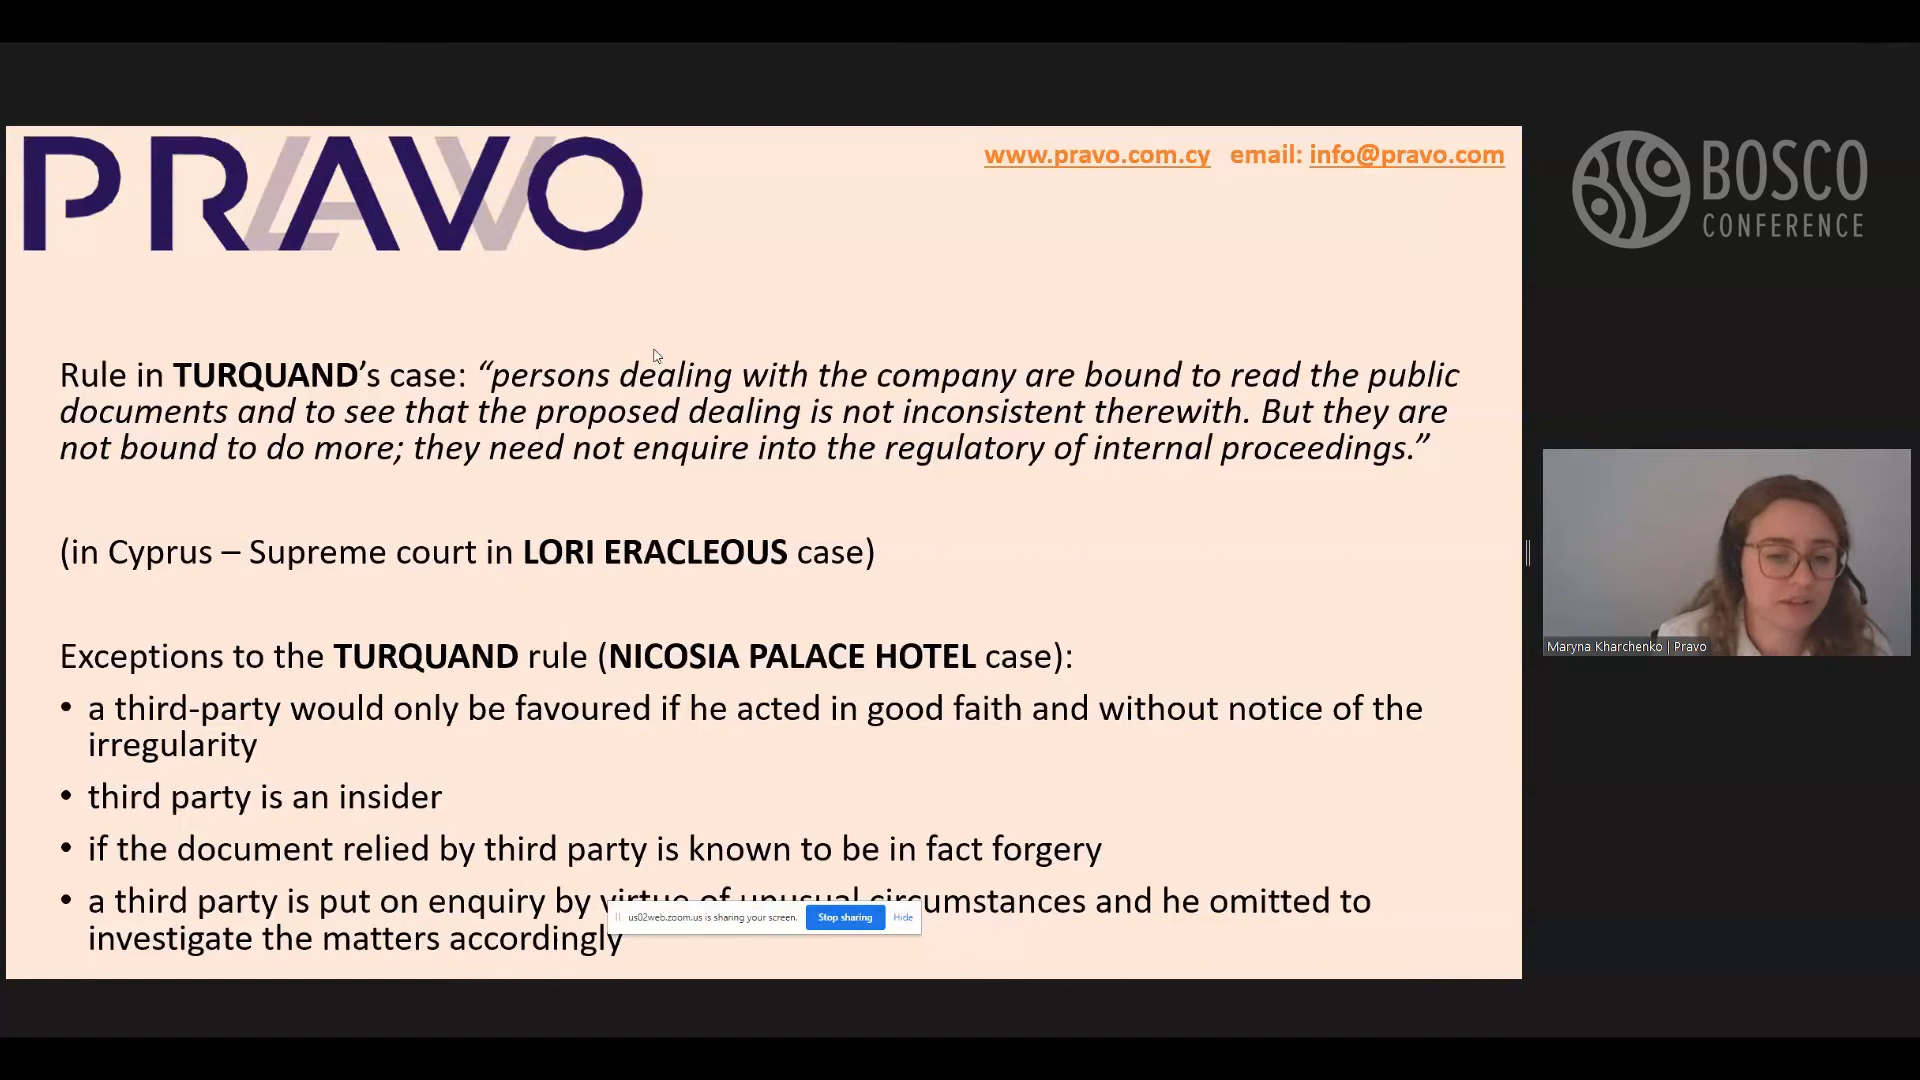 PRAVO
LAW
www.pravo.com.cy email: info@pravo.com
BOSCO
CONFERENCE
Rule in TURQUAND’s case: “persons dealing with the company are bound to read the public
documents and to see that the proposed dealing is not inconsistent therewith. But they are
not bound to do more; they need not enquire into the regulatory of internal proceedings.”
(in Cyprus – Supreme court in LORI ERACLEOUS case)
Exceptions to the TURQUAND rule (NICOSIA PALACE HOTEL case):
• a third-party would only be favoured if he acted in good faith and without notice of the
irregularity
• third party is an insider
• if the document relied by third party is known to be in fact forgery
• a third party is put on enquiry by virtue of unusual circumstances and he omitted to
investigate the matters accordingly
us02web.zoom.us is sharing your screen. Stop sharing Hide
Maryna Kharchenko | Pravo